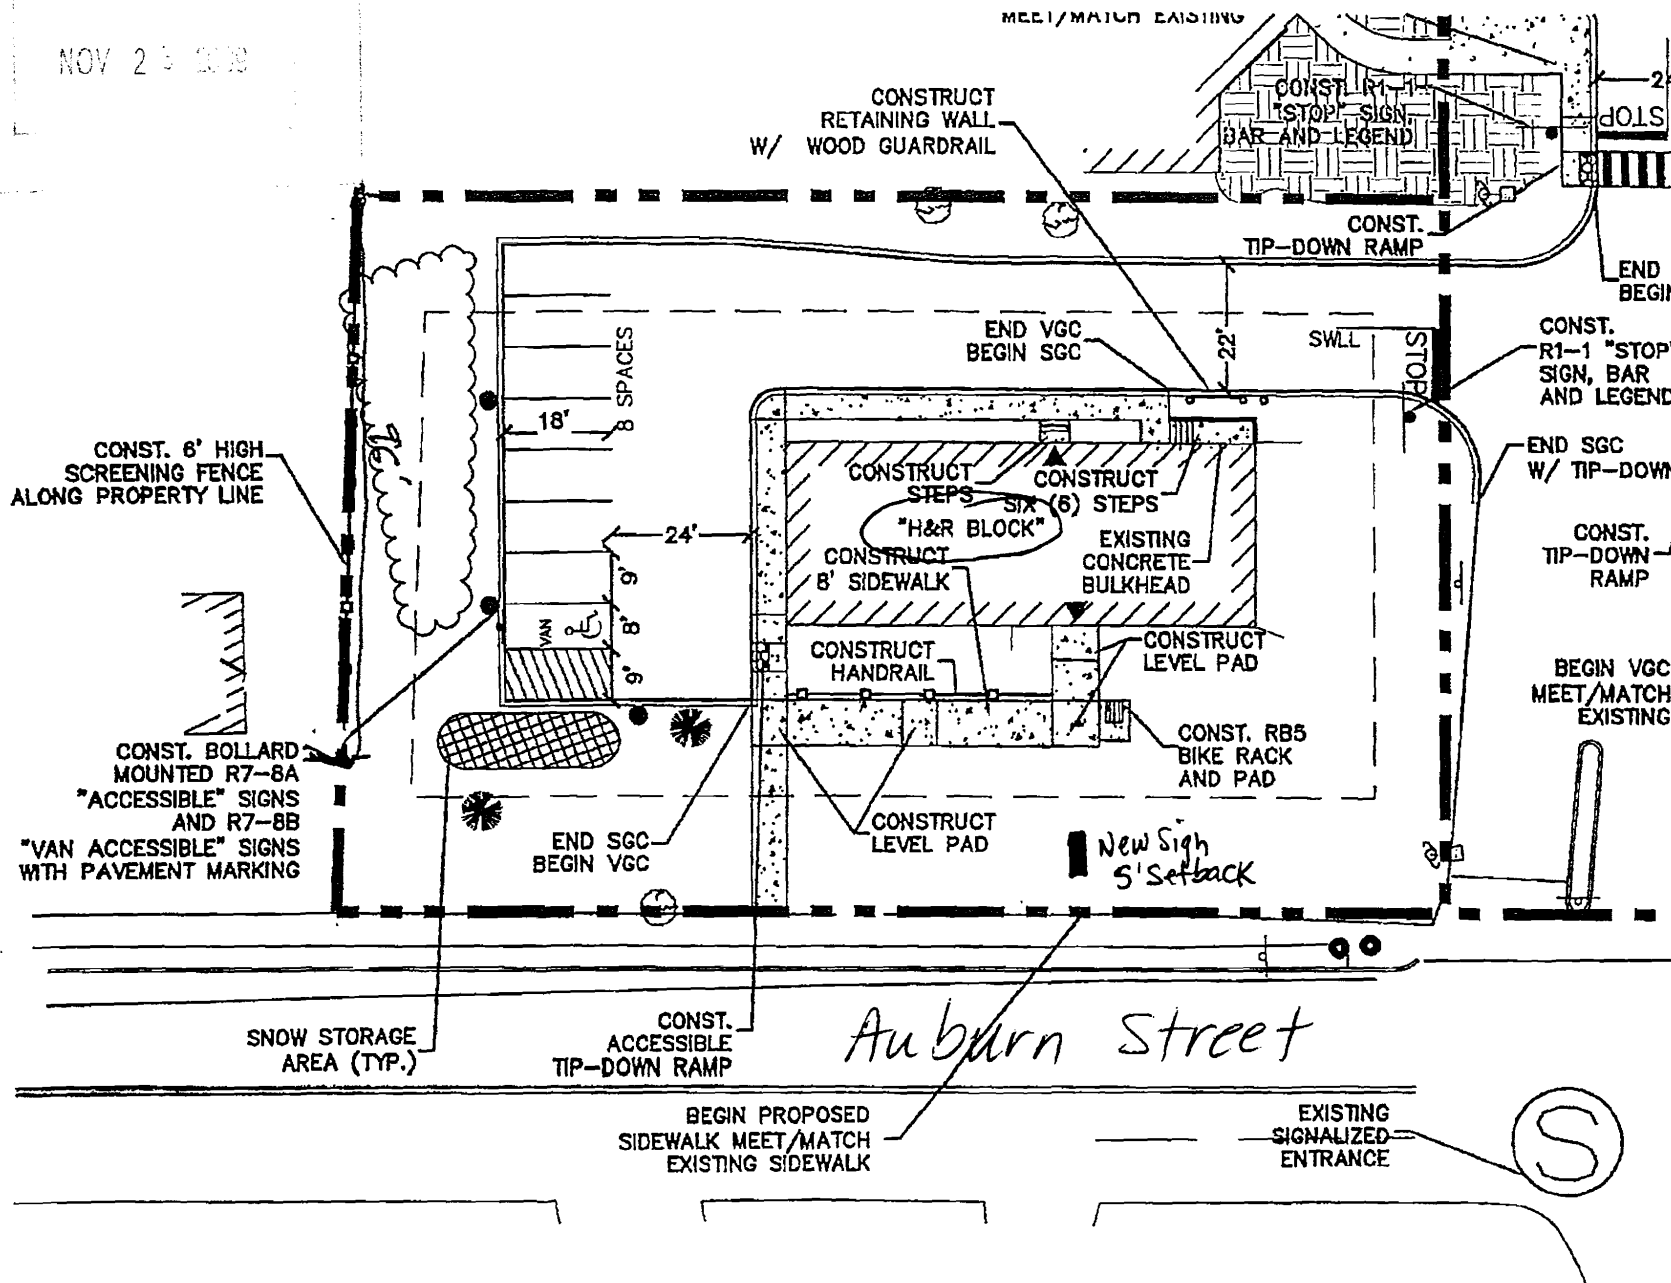 NOV 2
MEET/MATCH EXISTING
CONSTRUCT
RETAINING WALL
W/ WOOD GUARDRAIL
CONST. R1-1
"STOP" SIGN,
BAR AND LEGEND
2
STOP
CONST.
TIP-DOWN RAMP
END
BEGIN
END VGC
BEGIN SGC
22'
SWLL
STOP
CONST.
R1-1 "STOP"
SIGN, BAR
AND LEGEND
8 SPACES
18'
CONST. 6' HIGH
SCREENING FENCE
ALONG PROPERTY LINE
CONSTRUCT
STEPS
CONSTRUCT
SIX (6) STEPS
END SGC
W/ TIP-DOWN
"H&R BLOCK"
24'
EXISTING
CONCRETE
BULKHEAD
CONSTRUCT
8' SIDEWALK
CONST.
TIP-DOWN
RAMP
9'
8'
9'
VAN
CONSTRUCT
HANDRAIL
CONSTRUCT
LEVEL PAD
BEGIN VGC
MEET/MATCH
EXISTING
CONST. BOLLARD
MOUNTED R7-8A
"ACCESSIBLE" SIGNS
AND R7-8B
"VAN ACCESSIBLE" SIGNS
WITH PAVEMENT MARKING
CONST. RB5
BIKE RACK
AND PAD
END SGC
BEGIN VGC
CONSTRUCT
LEVEL PAD
New Sign
5' Setback
SNOW STORAGE
AREA (TYP.)
CONST.
ACCESSIBLE
TIP-DOWN RAMP
Auburn Street
BEGIN PROPOSED
SIDEWALK MEET/MATCH
EXISTING SIDEWALK
EXISTING
SIGNALIZED
ENTRANCE
S